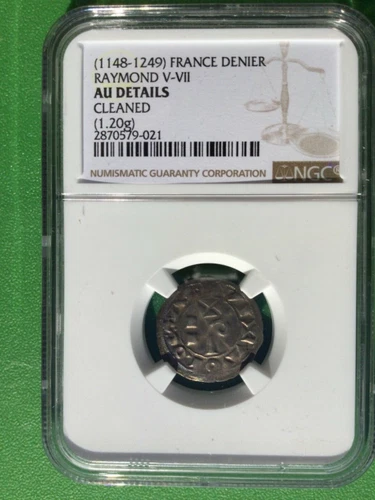 (1148-1249) FRANCE DENIER
RAYMOND V-VII
AU DETAILS
CLEANED
(1.20g)
2870579-021
NUMISMATIC GUARANTY CORPORATION NGC®